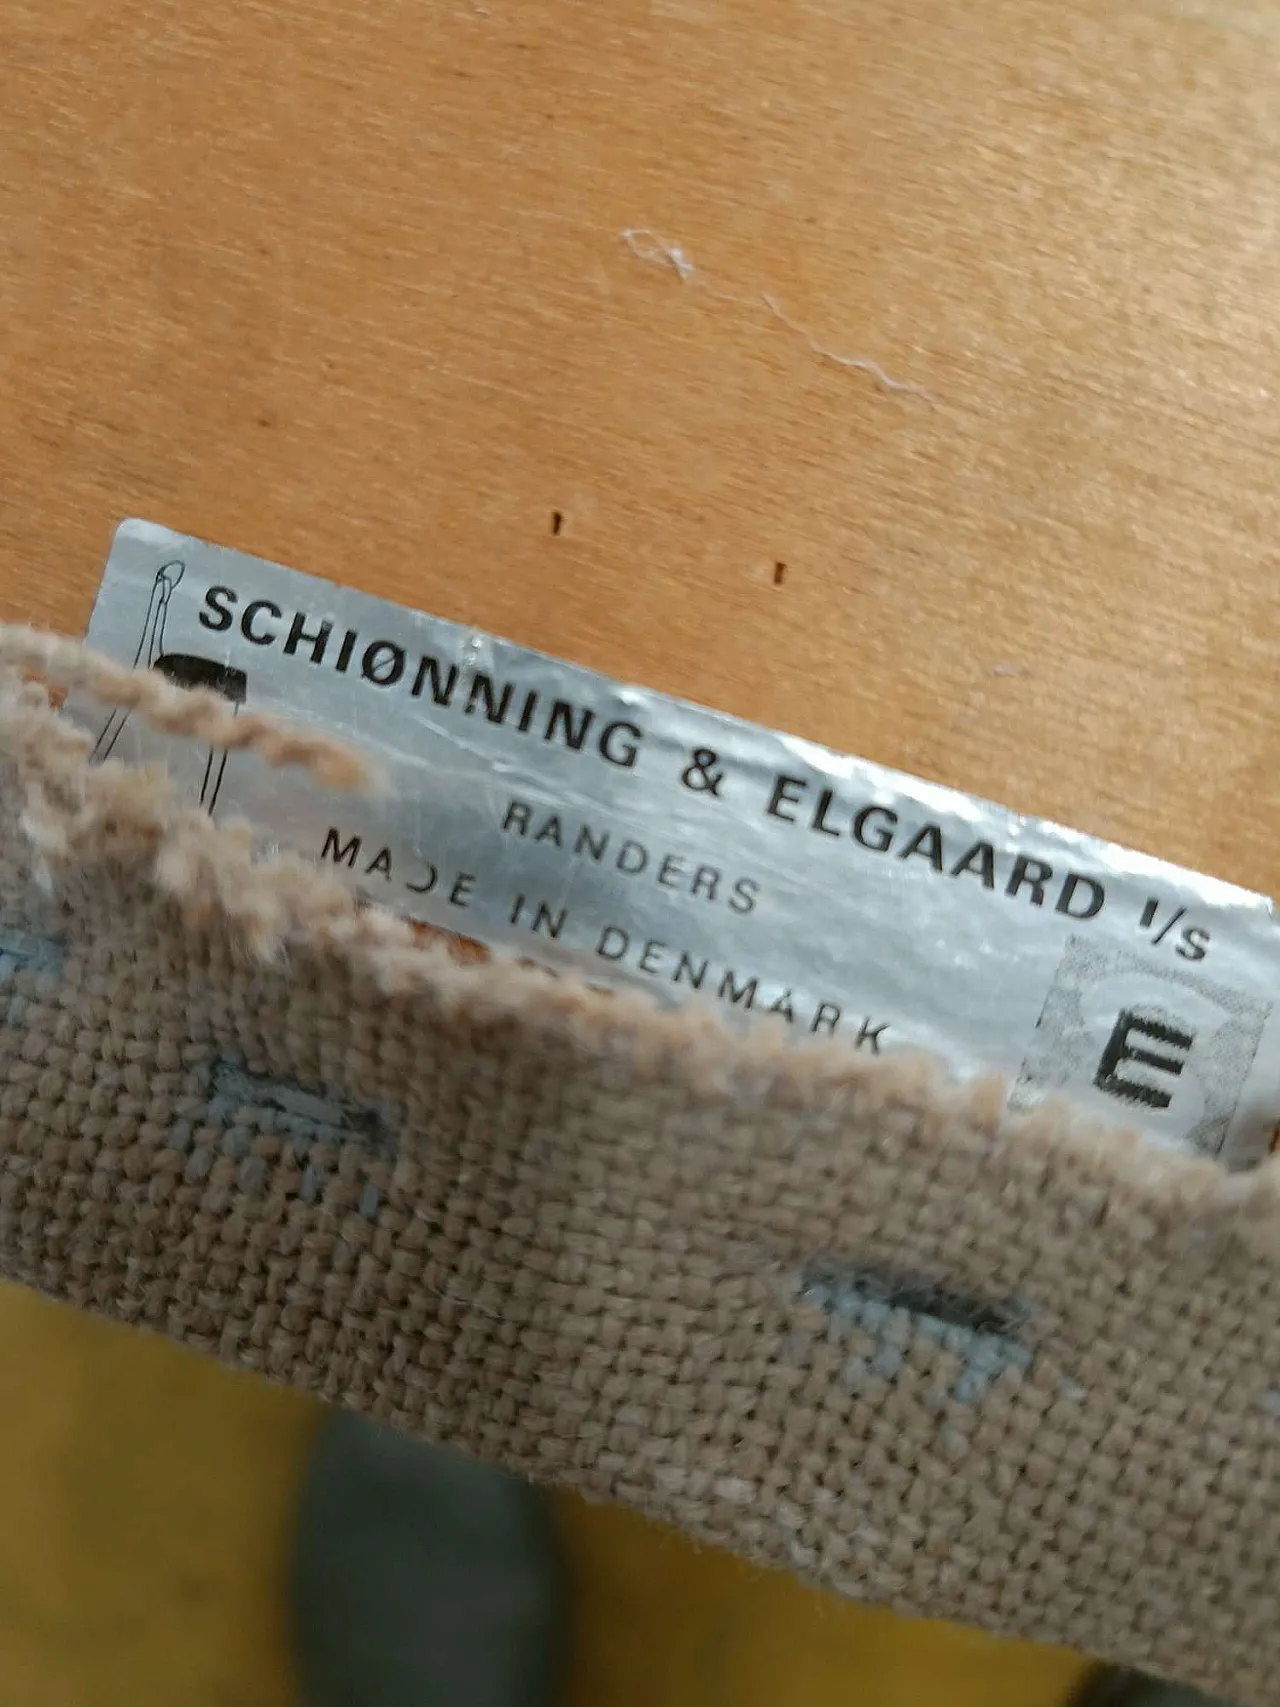 SCHIØNNING & ELGAARD I/S
RANDERS
MADE IN DENMARK
E